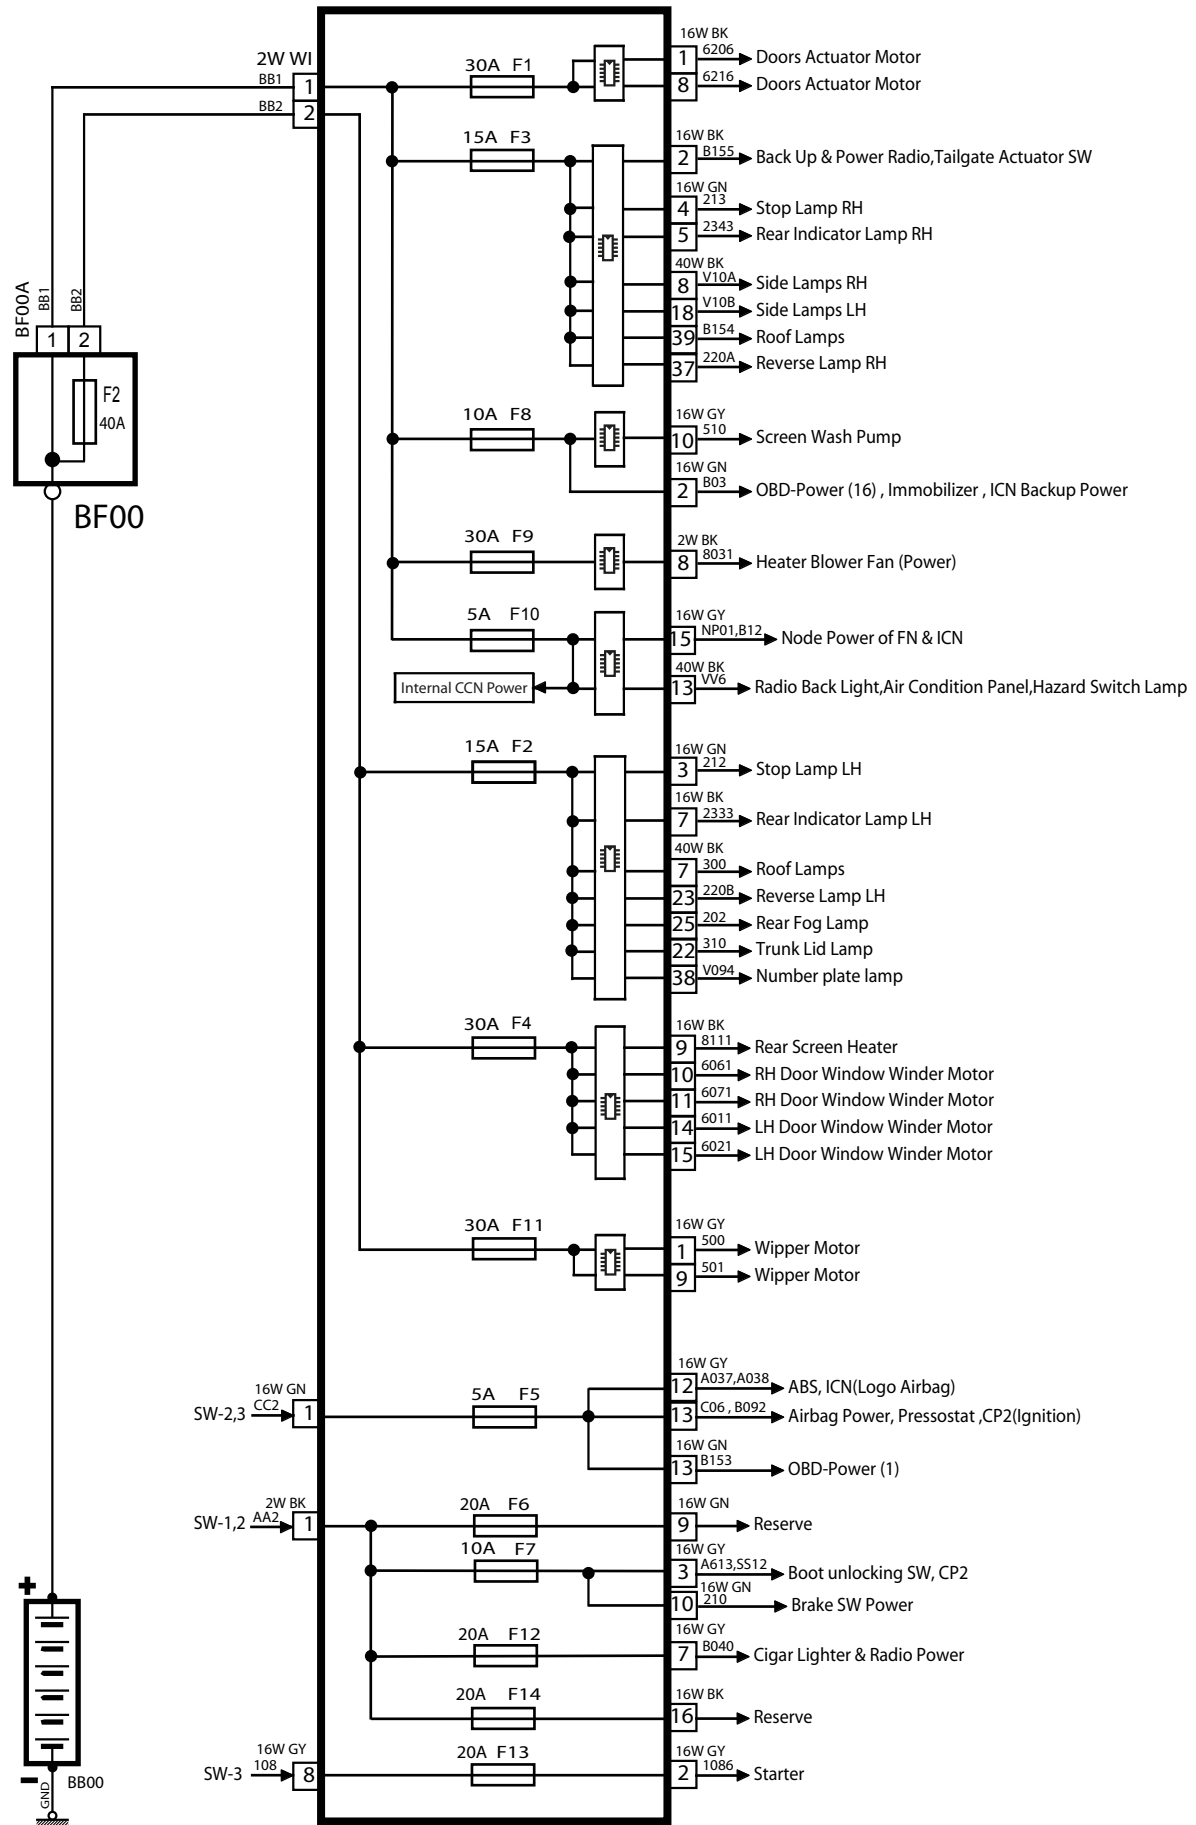 16W BK
2W WI
30A F1
1 6206 Doors Actuator Motor
BB1 1
8 6216 Doors Actuator Motor
BB2 2
15A F3
16W BK
2 B155 Back Up & Power Radio,Tailgate Actuator SW
16W GN
4 213 Stop Lamp RH
5 2343 Rear Indicator Lamp RH
40W BK
8 V10A Side Lamps RH
18 V10B Side Lamps LH
39 B154 Roof Lamps
37 220A Reverse Lamp RH
BF00A
BB1
BB2
1 2
F2
40A
BF00
10A F8
16W GY
10 510 Screen Wash Pump
16W GN
2 B03 OBD-Power (16) , Immobilizer , ICN Backup Power
30A F9
2W BK
8 8031 Heater Blower Fan (Power)
5A F10
16W GY
15 NP01,B12 Node Power of FN & ICN
Internal CCN Power
40W BK
13 VV6 Radio Back Light,Air Condition Panel,Hazard Switch Lamp
15A F2
16W GN
3 212 Stop Lamp LH
16W BK
7 2333 Rear Indicator Lamp LH
40W BK
7 300 Roof Lamps
23 220B Reverse Lamp LH
25 202 Rear Fog Lamp
22 310 Trunk Lid Lamp
38 V094 Number plate lamp
30A F4
16W BK
9 8111 Rear Screen Heater
10 6061 RH Door Window Winder Motor
11 6071 RH Door Window Winder Motor
14 6011 LH Door Window Winder Motor
15 6021 LH Door Window Winder Motor
30A F11
16W GY
1 500 Wipper Motor
9 501 Wipper Motor
16W GN
SW-2,3 CC2 1
5A F5
16W GY
12 A037,A038 ABS, ICN(Logo Airbag)
13 C06 , B092 Airbag Power, Pressostat ,CP2(Ignition)
16W GN
13 B153 OBD-Power (1)
2W BK
SW-1,2 AA2 1
20A F6
16W GN
9 Reserve
10A F7
16W GY
3 A613,SS12 Boot unlocking SW, CP2
16W GN
10 210 Brake SW Power
20A F12
16W GY
7 B040 Cigar Lighter & Radio Power
20A F14
16W BK
16 Reserve
16W GY
SW-3 108 8
20A F13
16W GY
2 1086 Starter
+
-
BB00
GND